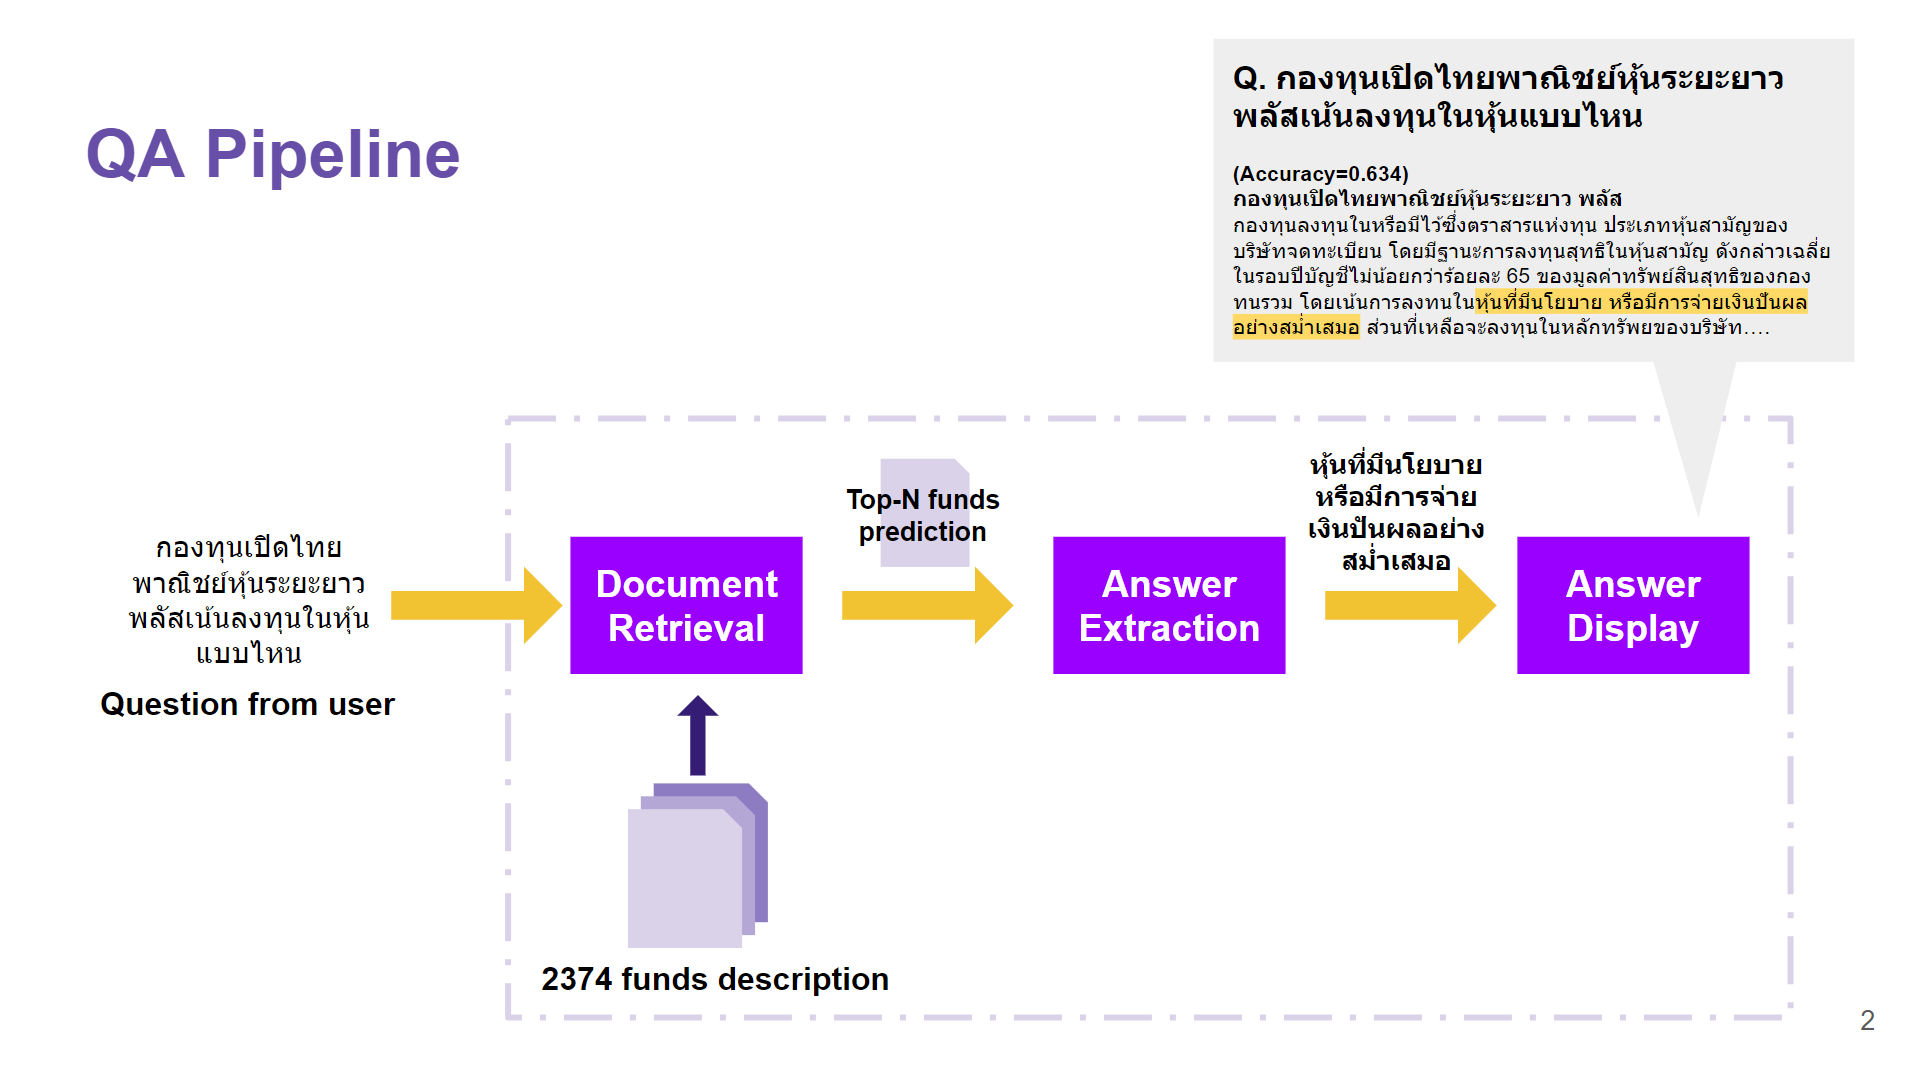 QA Pipeline
Q. กองทุนเปิดไทยพาณิชย์หุ้นระยะยาว
พลัสเน้นลงทุนในหุ้นแบบไหน
(Accuracy=0.634)
กองทุนเปิดไทยพาณิชย์หุ้นระยะยาว พลัส
กองทุนลงทุนในหรือมีไว้ซึ่งตราสารแห่งทุน ประเภทหุ้นสามัญของ
บริษัทจดทะเบียน โดยมีฐานะการลงทุนสุทธิในหุ้นสามัญ ดังกล่าวเฉลี่ย
ในรอบปีบัญชีไม่น้อยกว่าร้อยละ 65 ของมูลค่าทรัพย์สินสุทธิของกอง
ทุนรวม โดยเน้นการลงทุนในหุ้นที่มีนโยบาย หรือมีการจ่ายเงินปันผล
อย่างสม่ำเสมอ ส่วนที่เหลือจะลงทุนในหลักทรัพยของบริษัท....
กองทุนเปิดไทย
พาณิชย์หุ้นระยะยาว
พลัสเน้นลงทุนในหุ้น
แบบไหน
Question from user
Document
Retrieval
Top-N funds
prediction
Answer
Extraction
หุ้นที่มีนโยบาย
หรือมีการจ่าย
เงินปันผลอย่าง
สม่ำเสมอ
Answer
Display
2374 funds description
2